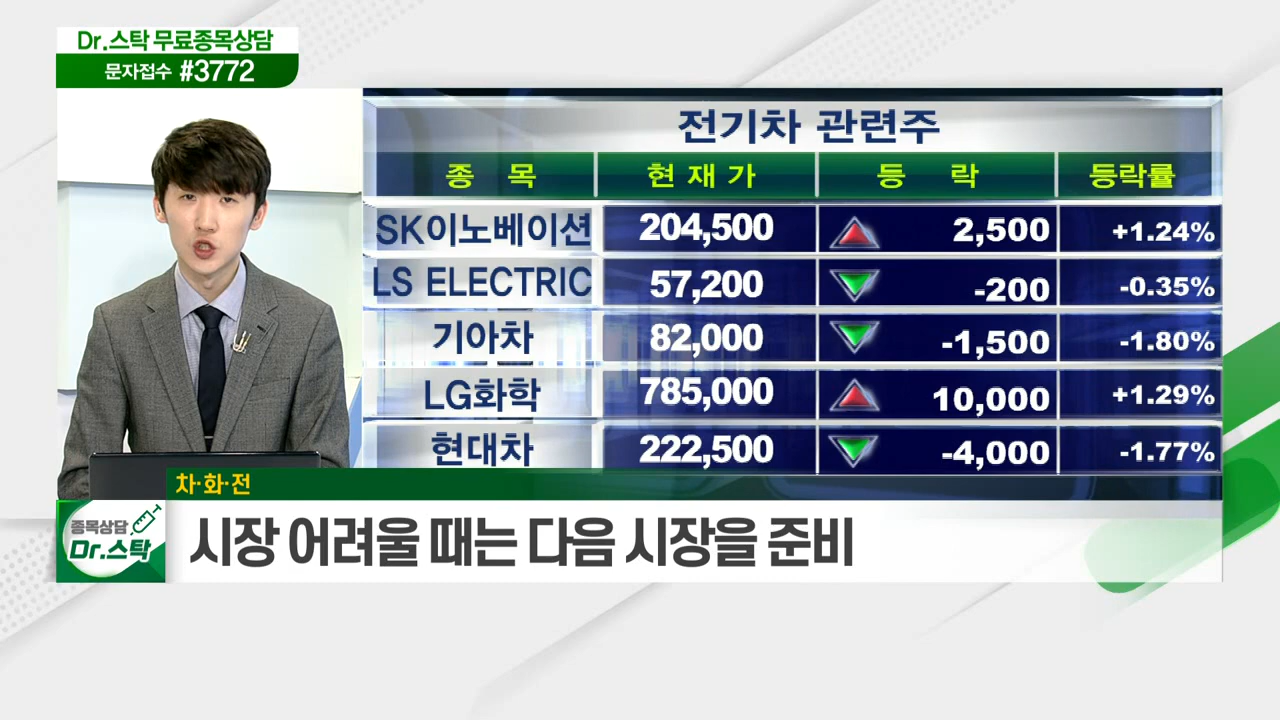 Dr.스탁 무료종목상담
문자접수 #3772
전기차 관련주
종 목 현재가 등 락 등락률
SK이노베이션 204,500 2,500 +1.24%
LS ELECTRIC 57,200 -200 -0.35%
기아차 82,000 -1,500 -1.80%
LG화학 785,000 10,000 +1.29%
현대차 222,500 -4,000 -1.77%
차·화·전
종목상담
Dr.스탁
시장 어려울 때는 다음 시장을 준비